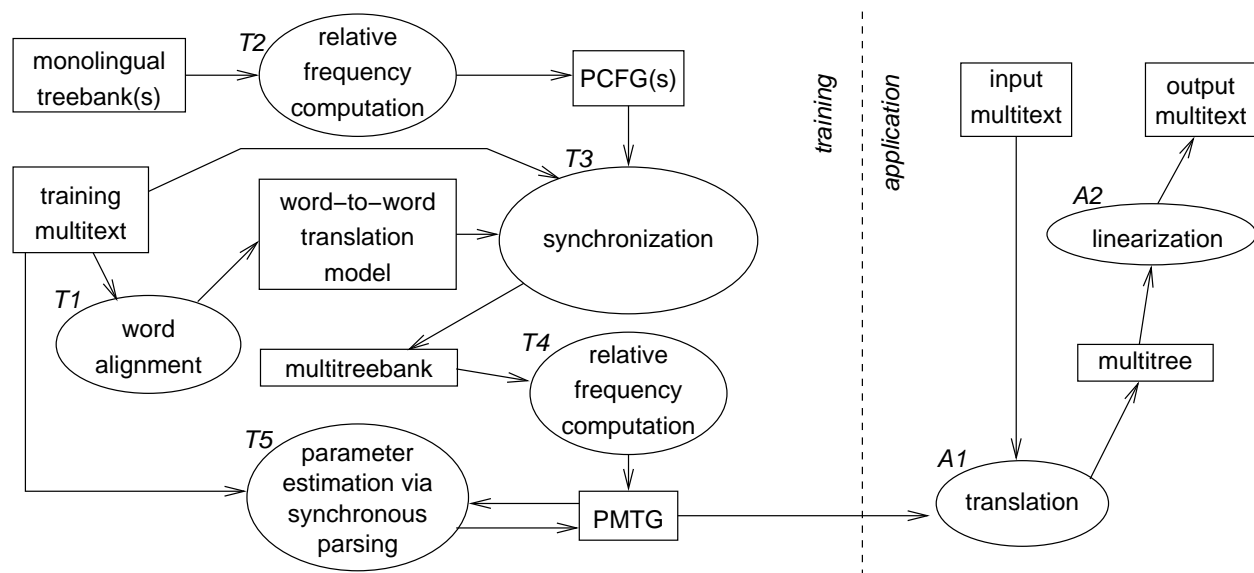 T2
monolingual
treebank(s)
relative
frequency
computation
PCFG(s)
training
multitext
T1
word
alignment
word−to−word
translation
model
T3
synchronization
multitreebank
T4
relative
frequency
computation
T5
parameter
estimation via
synchronous
parsing
PMTG
training
application
input
multitext
output
multitext
A2
linearization
multitree
A1
translation